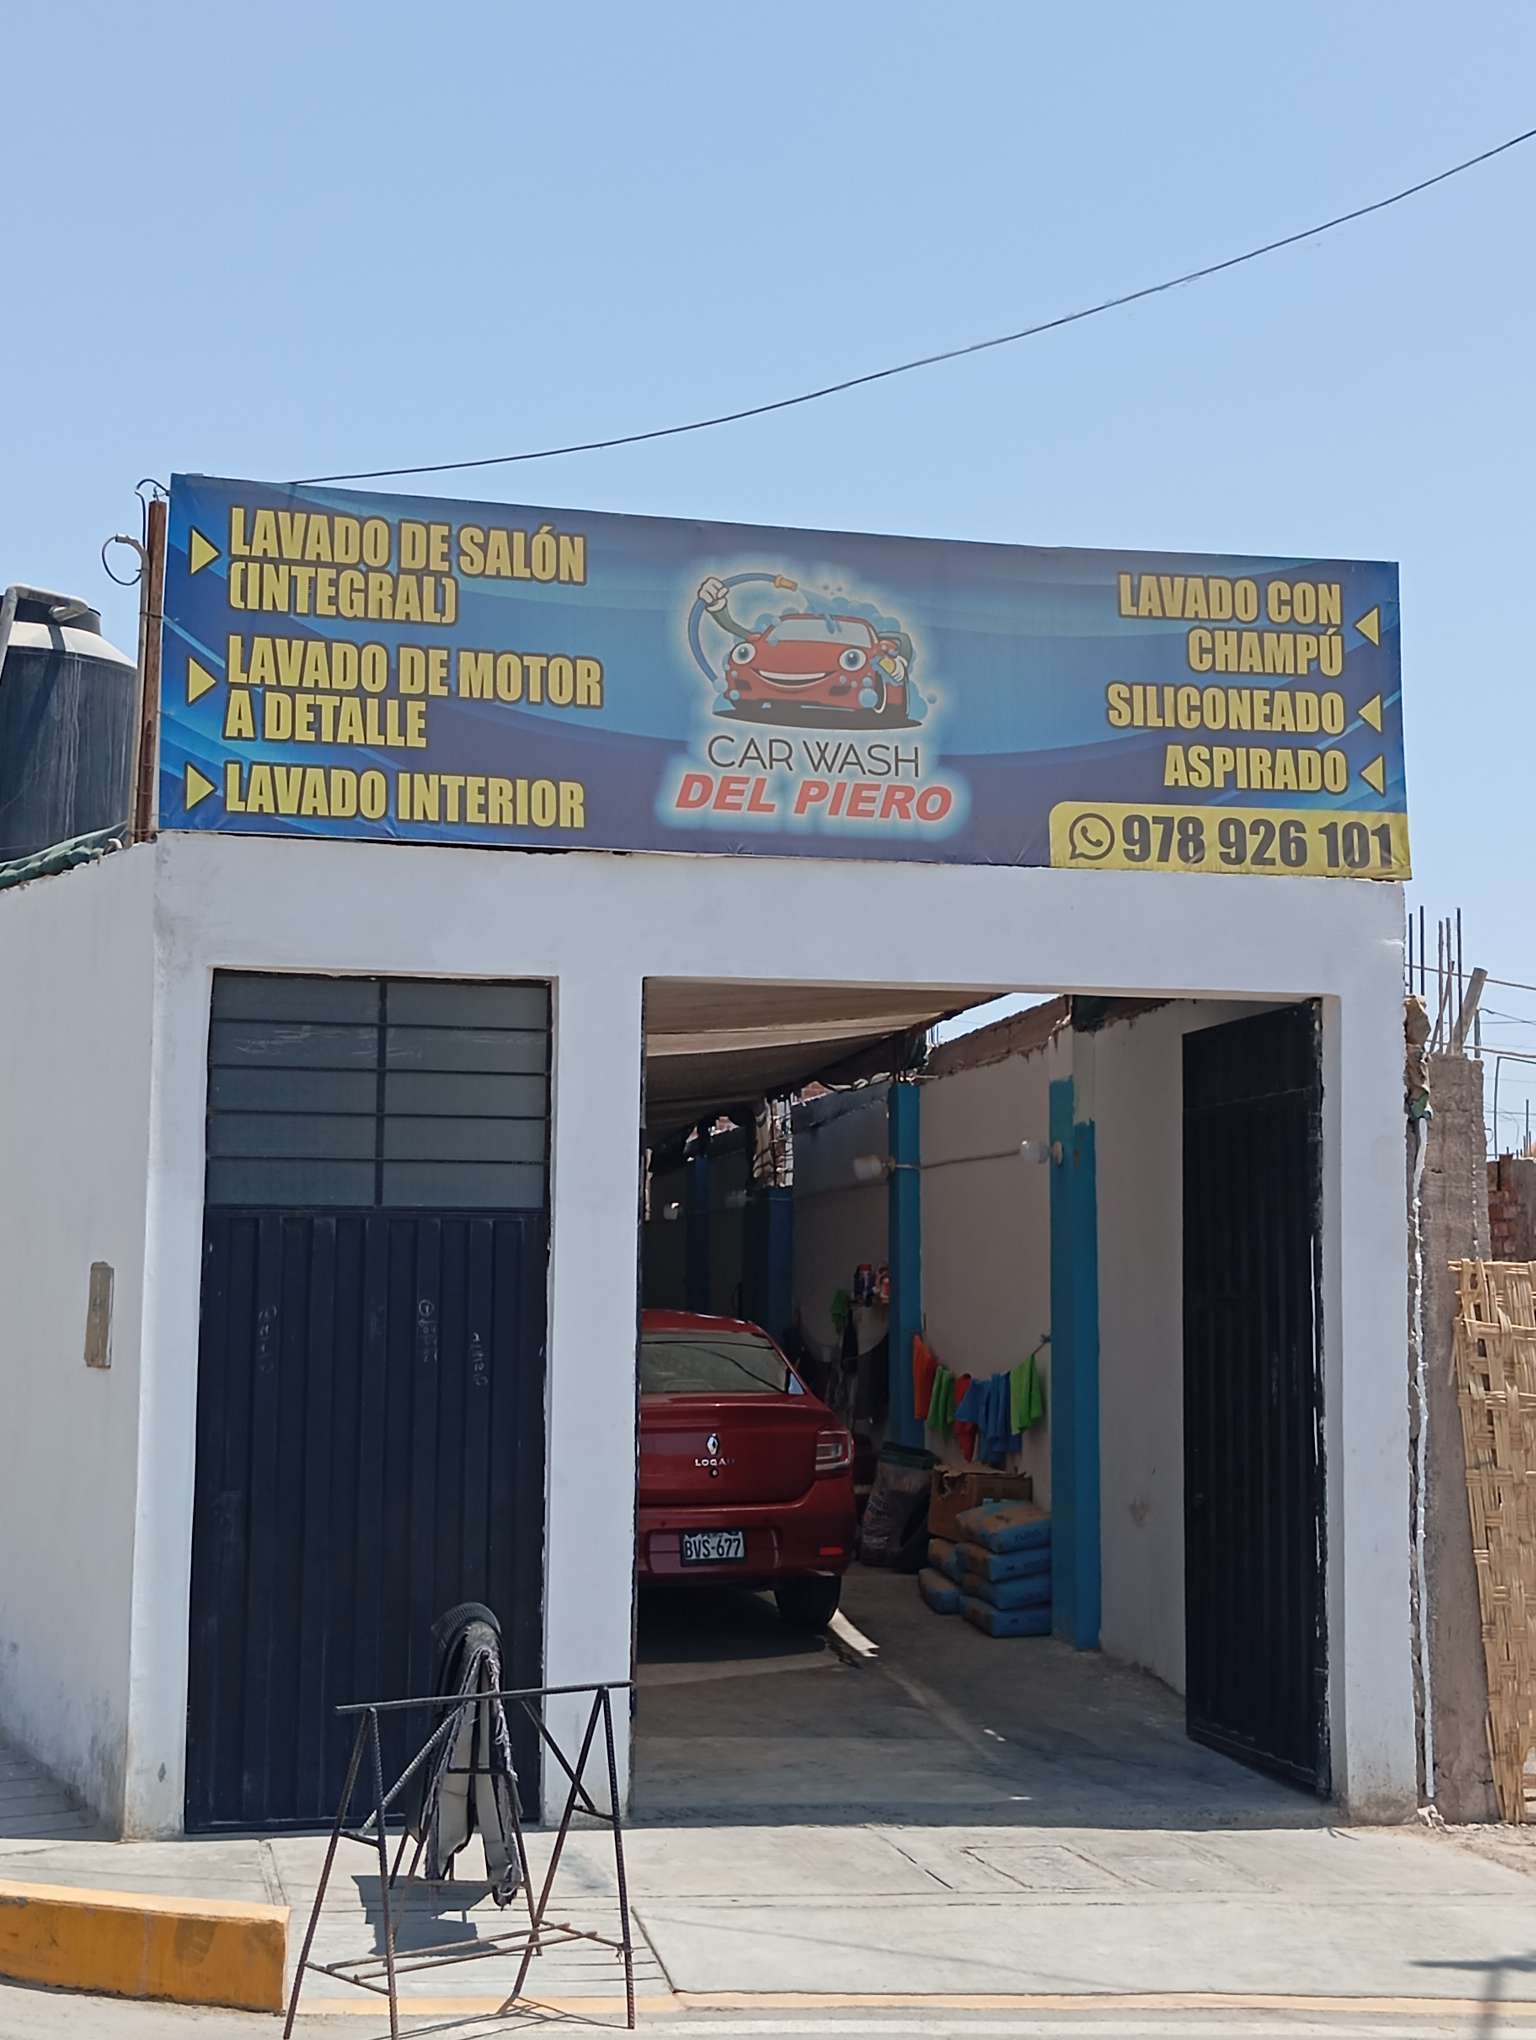 LAVADO DE SALÓN
(INTEGRAL)
LAVADO DE MOTOR
A DETALLE
LAVADO INTERIOR
CAR WASH
DEL PIERO
LAVADO CON
CHAMPÚ
SILICONEADO
ASPIRADO
978 926 101
LOGAN
BVS-677